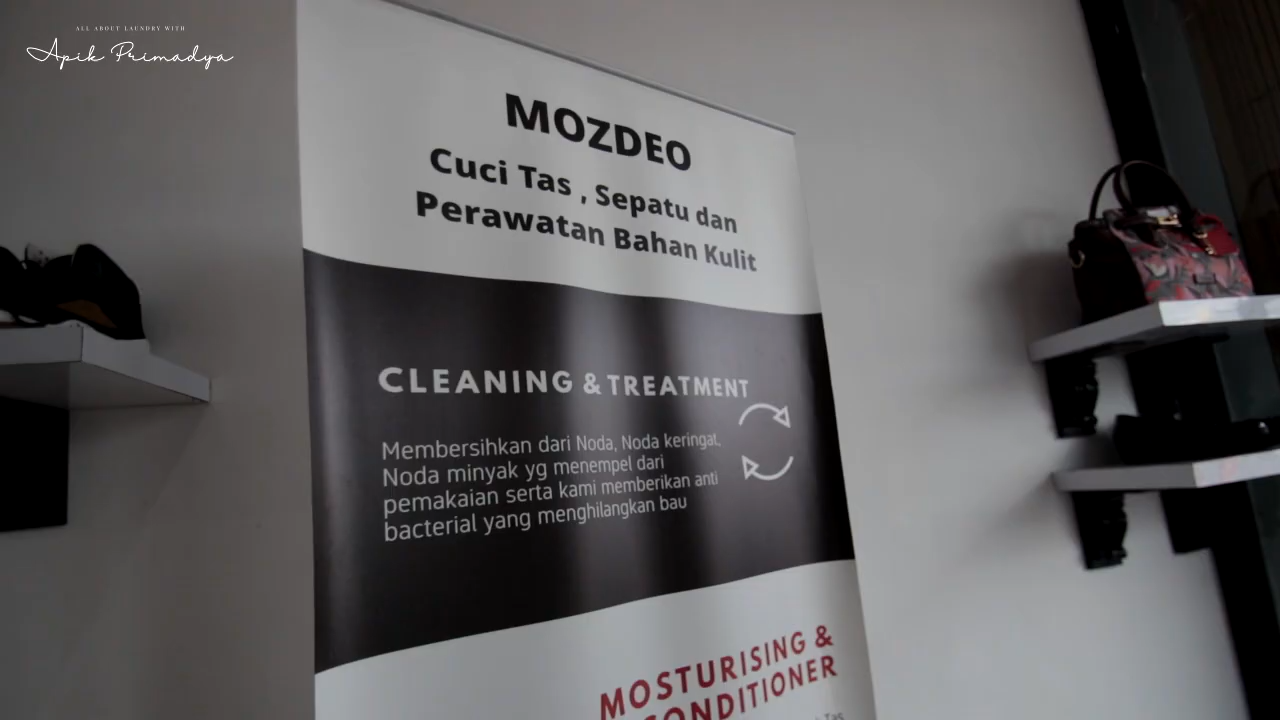 ALL ABOUT LAUNDRY WITH
Apik Primadya
MOZDEO
Cuci Tas , Sepatu dan
Perawatan Bahan Kulit
CLEANING & TREATMENT
Membersihkan dari Noda, Noda keringat,
Noda minyak yg menempel dari
pemakaian serta kami memberikan anti
bacterial yang menghilangkan bau
MOSTURISING &
CONDITIONER
Tas